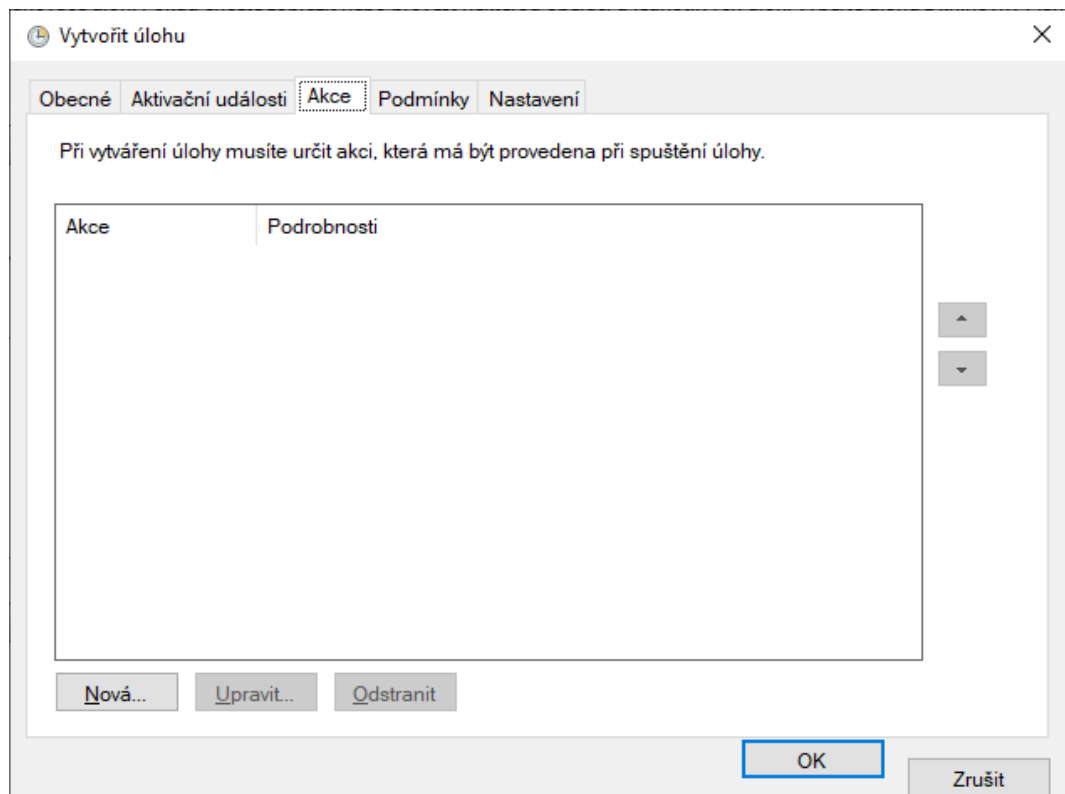 Vytvořit úlohu
Obecné Aktivační události Akce Podmínky Nastavení
Při vytváření úlohy musíte určit akci, která má být provedena při spuštění úlohy.
Akce Podrobnosti
Nová... Upravit... Odstranit
OK
Zrušit